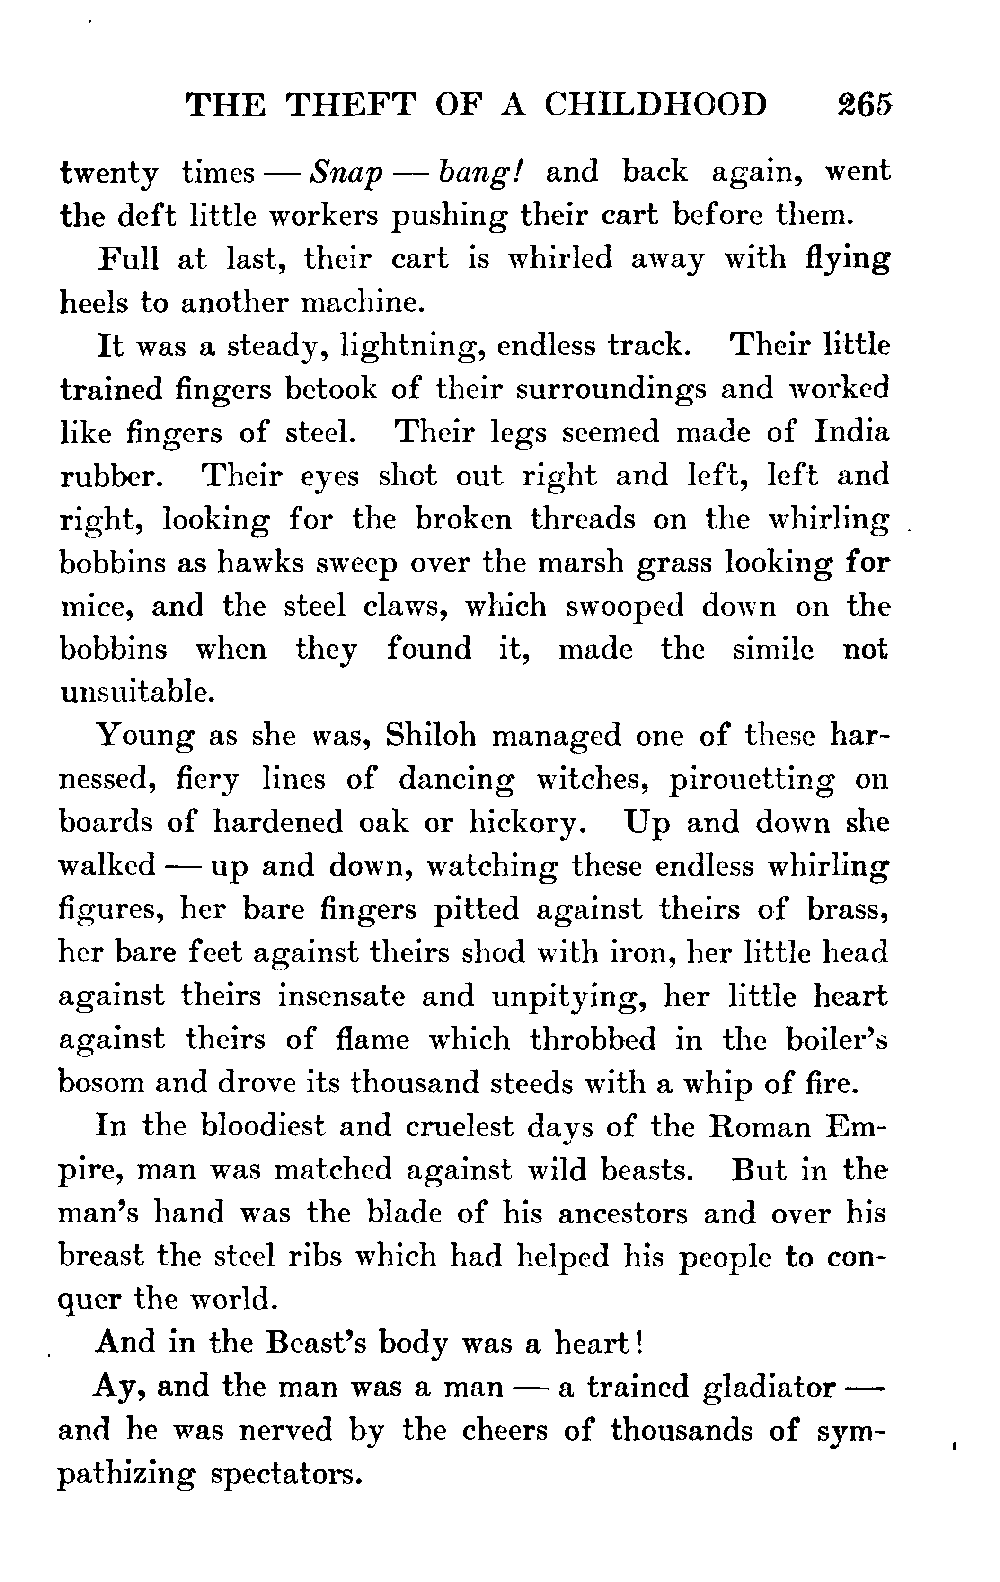 THE THEFT OF A CHILDHOOD 265
twenty times — Snap — bang! and back again, went
the deft little workers pushing their cart before them.
Full at last, their cart is whirled away with flying
heels to another machine.
It was a steady, lightning, endless track. Their little
trained fingers betook of their surroundings and worked
like fingers of steel. Their legs seemed made of India
rubber. Their eyes shot out right and left, left and
right, looking for the broken threads on the whirling
bobbins as hawks sweep over the marsh grass looking for
mice, and the steel claws, which swooped down on the
bobbins when they found it, made the simile not
unsuitable.
Young as she was, Shiloh managed one of these har-
nessed, fiery lines of dancing witches, pirouetting on
boards of hardened oak or hickory. Up and down she
walked — up and down, watching these endless whirling
figures, her bare fingers pitted against theirs of brass,
her bare feet against theirs shod with iron, her little head
against theirs insensate and unpitying, her little heart
against theirs of flame which throbbed in the boiler's
bosom and drove its thousand steeds with a whip of fire.
In the bloodiest and cruelest days of the Roman Em-
pire, man was matched against wild beasts. But in the
man's hand was the blade of his ancestors and over his
breast the steel ribs which had helped his people to con-
quer the world.
And in the Beast's body was a heart!
Ay, and the man was a man — a trained gladiator —
and he was nerved by the cheers of thousands of sym-
pathizing spectators.